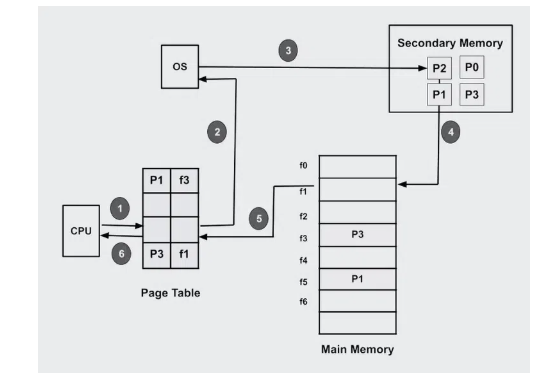 Secondary Memory
OS
3
P2 P0
P1 P3
2
4
f0
P1 f3
f1
1
5
f2
CPU
f3 P3
6
P3 f1
f4
f5 P1
Page Table
f6
Main Memory